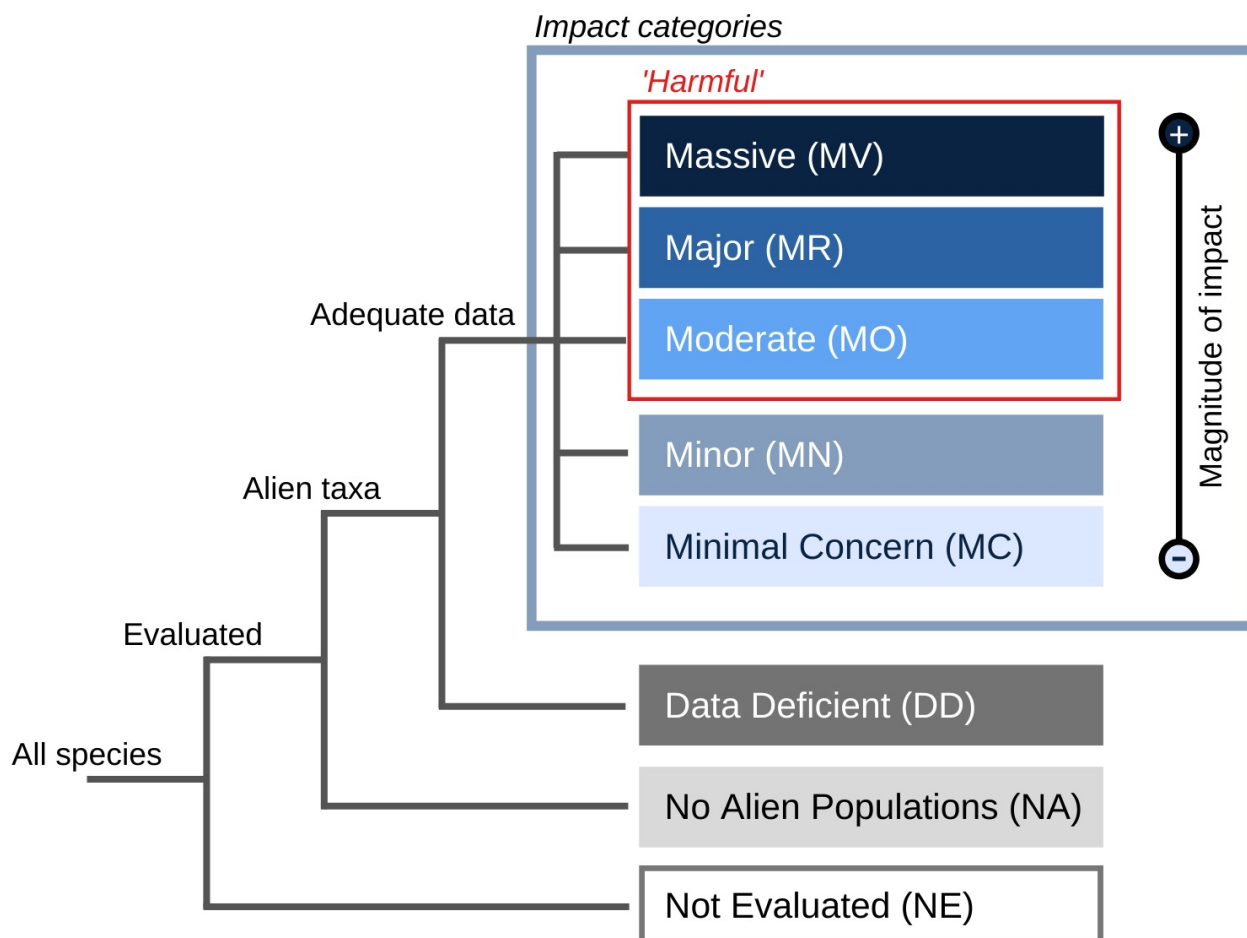 Impact categories
'Harmful'
Massive (MV)
Major (MR)
Moderate (MO)
Minor (MN)
Minimal Concern (MC)
+
Magnitude of impact
-
Adequate data
Alien taxa
Evaluated
All species
Data Deficient (DD)
No Alien Populations (NA)
Not Evaluated (NE)